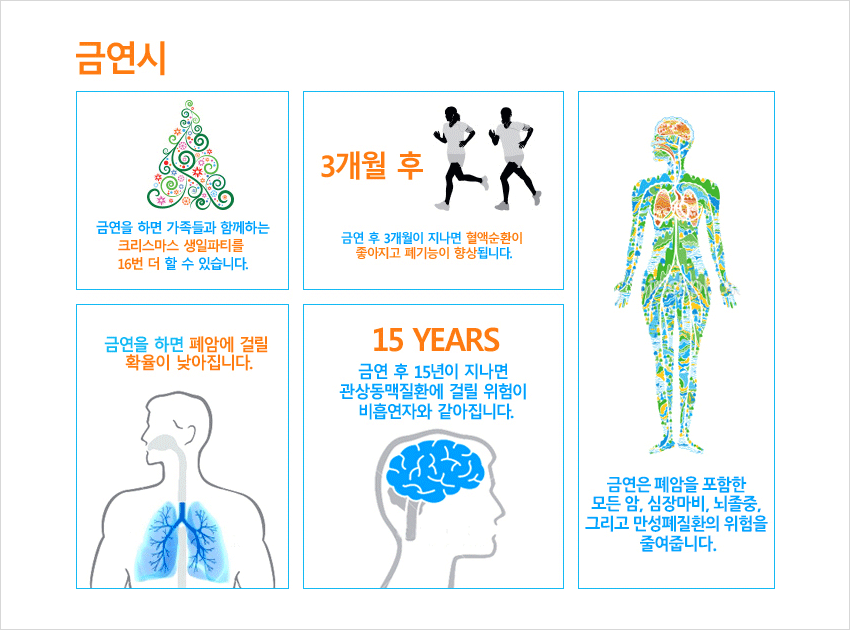 금연시
금연을 하면 가족들과 함께하는
크리스마스 생일파티를
16번 더 할 수 있습니다.
3개월 후
금연 후 3개월이 지나면 혈액순환이
좋아지고 폐기능이 향상됩니다.
금연을 하면 폐암에 걸릴
확율이 낮아집니다.
15 YEARS
금연 후 15년이 지나면
관상동맥질환에 걸릴 위험이
비흡연자와 같아집니다.
금연은 폐암을 포함한
모든 암, 심장마비, 뇌졸중,
그리고 만성폐질환의 위험을
줄여줍니다.